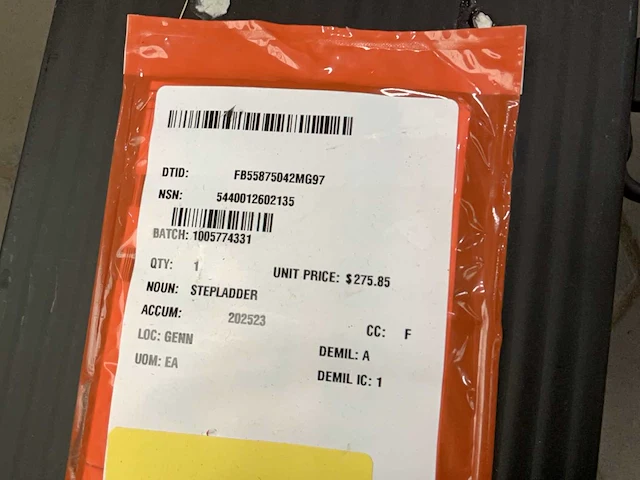 DTID: FB55875042MG97
NSN: 5440012602135
BATCH: 1005774331
QTY: 1 UNIT PRICE: $275.85
NOUN: STEPLADDER
ACCUM: 202523 CC: F
LOC: GENN DEMIL: A
UOM: EA DEMIL IC: 1